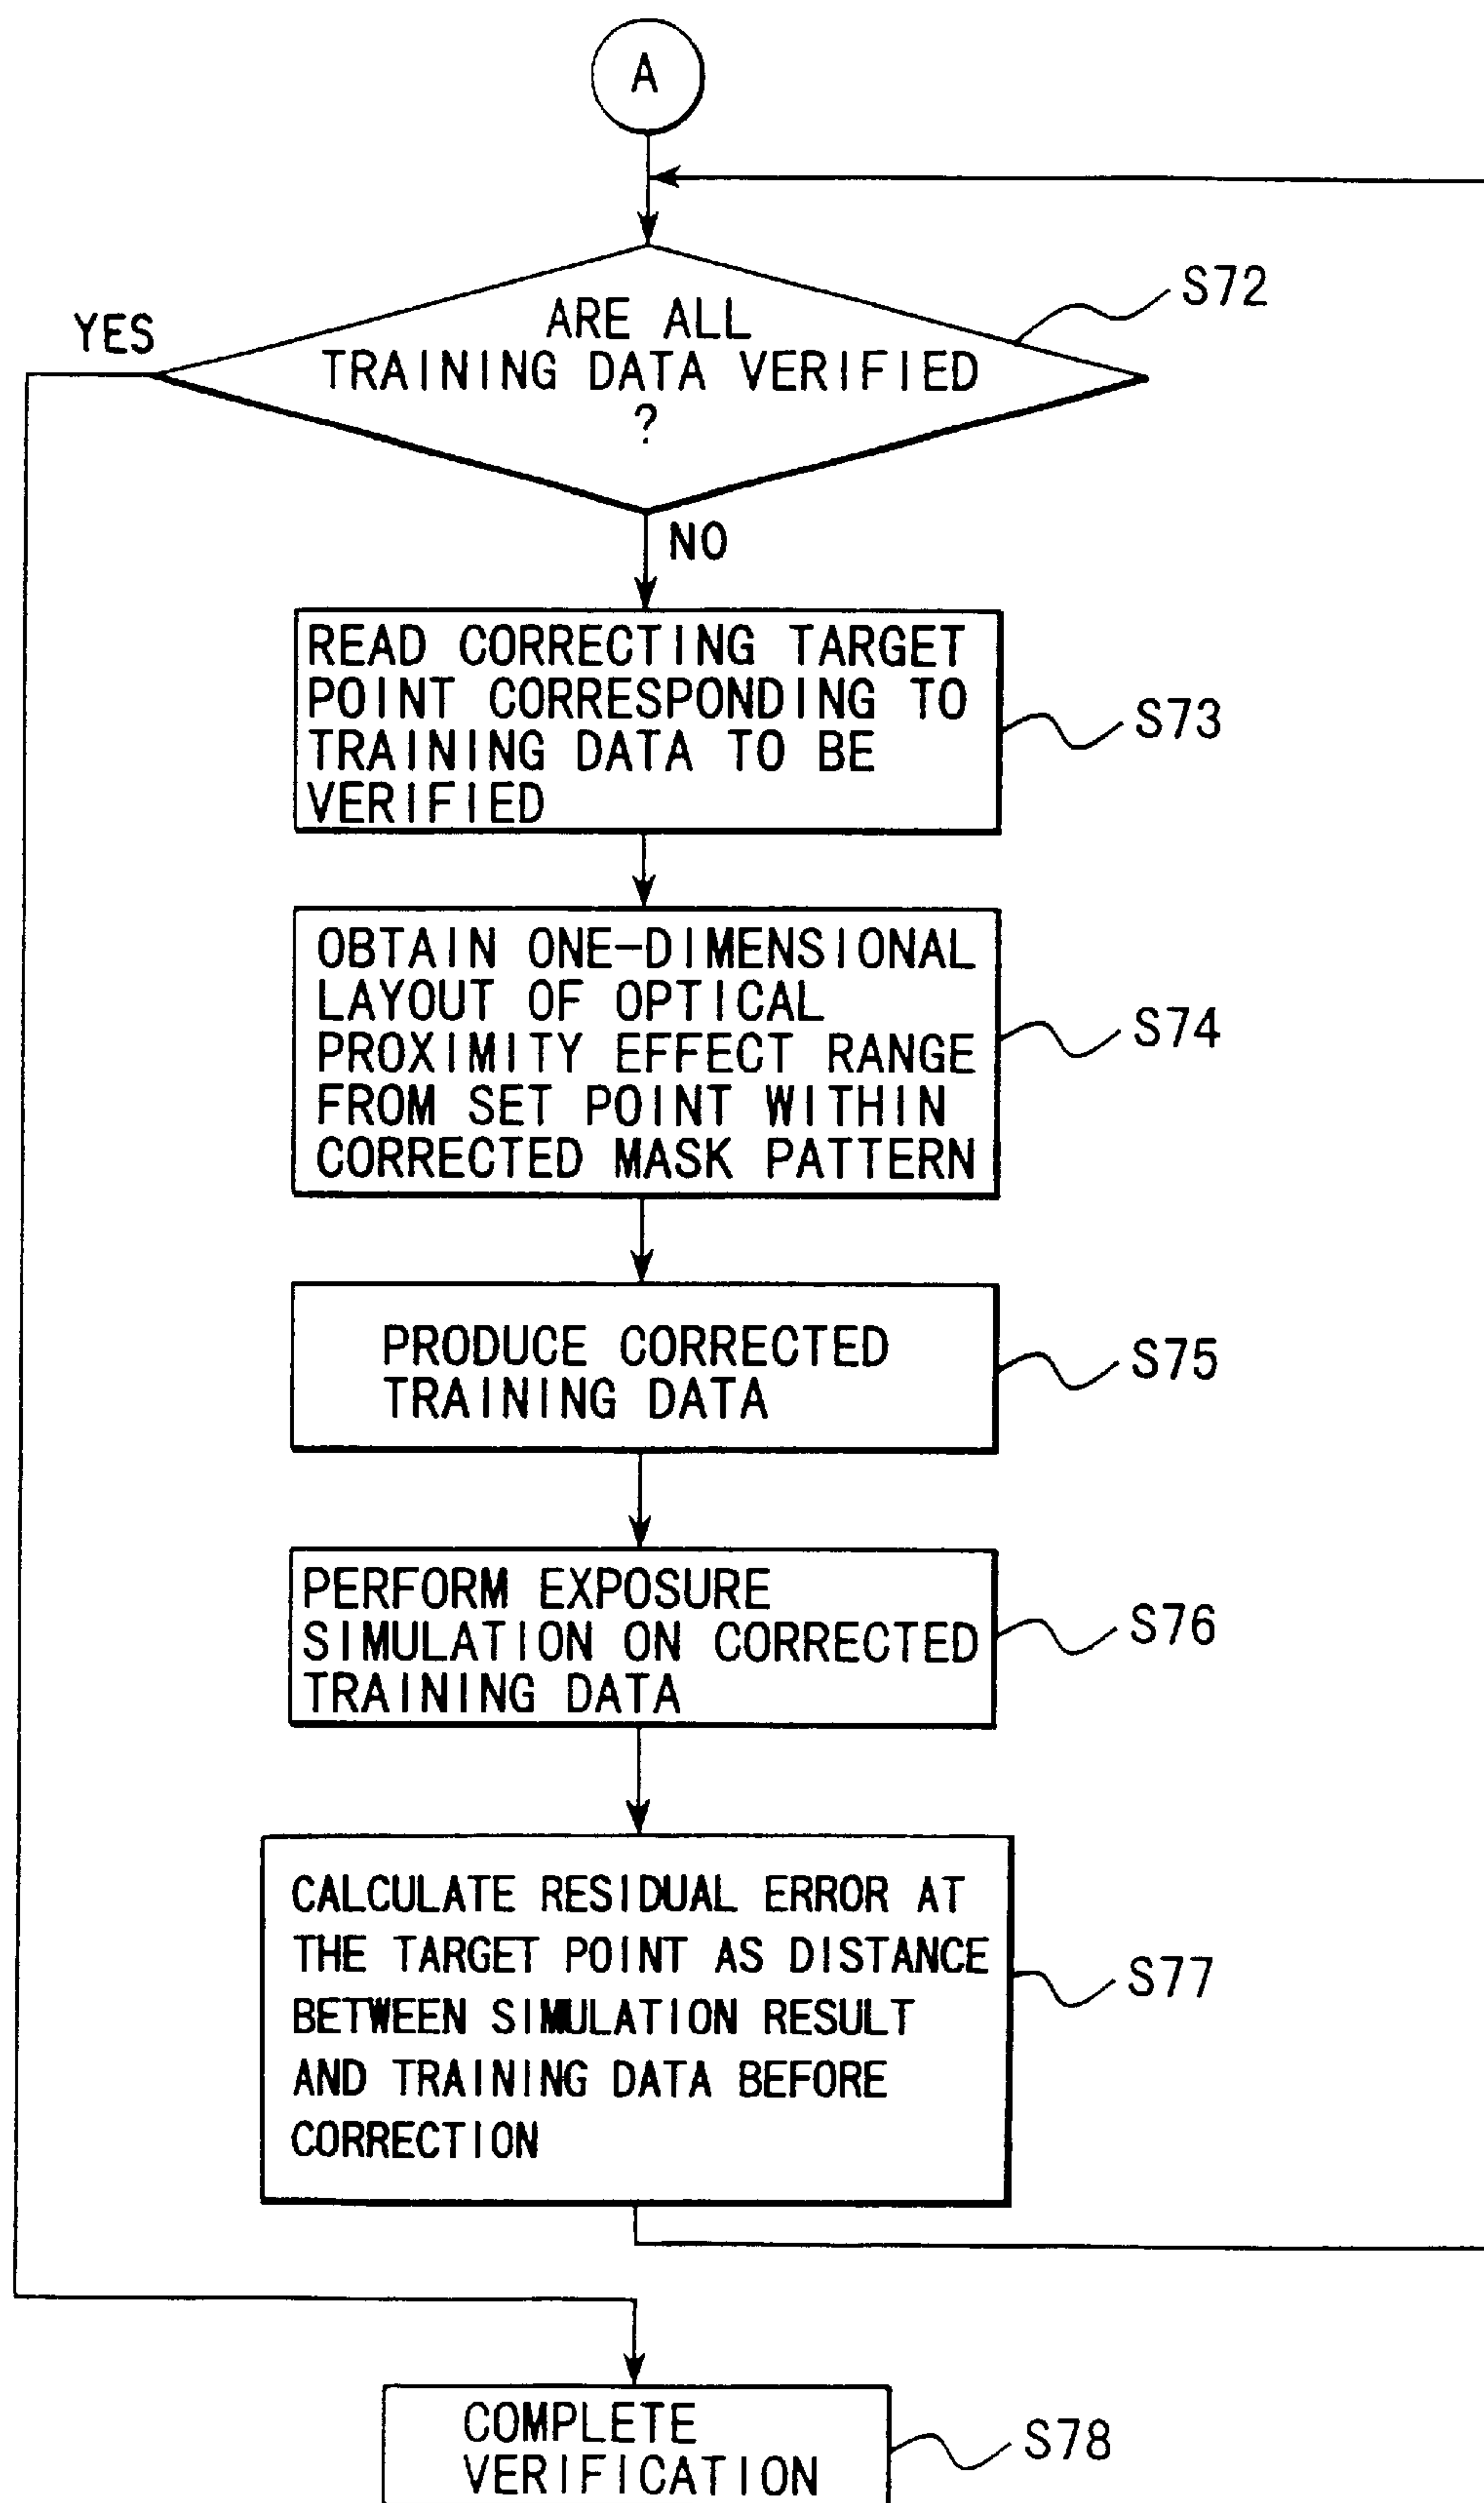 A
S72
YES
ARE ALL
TRAINING DATA VERIFIED
?
NO
READ CORRECTING TARGET
POINT CORRESPONDING TO
TRAINING DATA TO BE
VERIFIED
S73
OBTAIN ONE-DIMENSIONAL
LAYOUT OF OPTICAL
PROXIMITY EFFECT RANGE
FROM SET POINT WITHIN
CORRECTED MASK PATTERN
S74
PRODUCE CORRECTED
TRAINING DATA
S75
PERFORM EXPOSURE
SIMULATION ON CORRECTED
TRAINING DATA
S76
CALCULATE RESIDUAL ERROR AT
THE TARGET POINT AS DISTANCE
BETWEEN SIMULATION RESULT
AND TRAINING DATA BEFORE
CORRECTION
S77
COMPLETE
VERIFICATION
S78